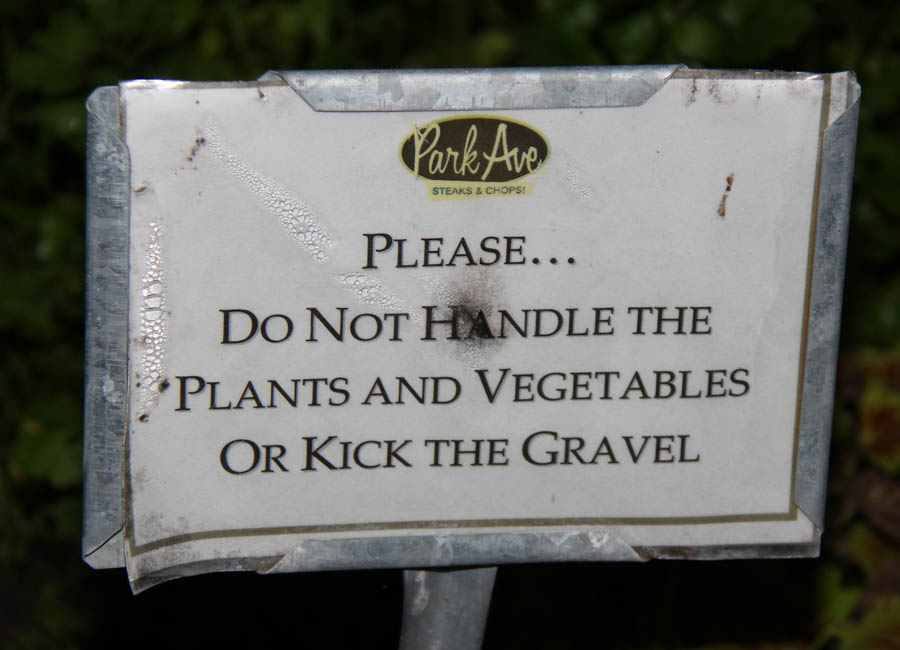 Park Ave
STEAKS & CHOPS!
PLEASE...
DO NOT HANDLE THE
PLANTS AND VEGETABLES
OR KICK THE GRAVEL